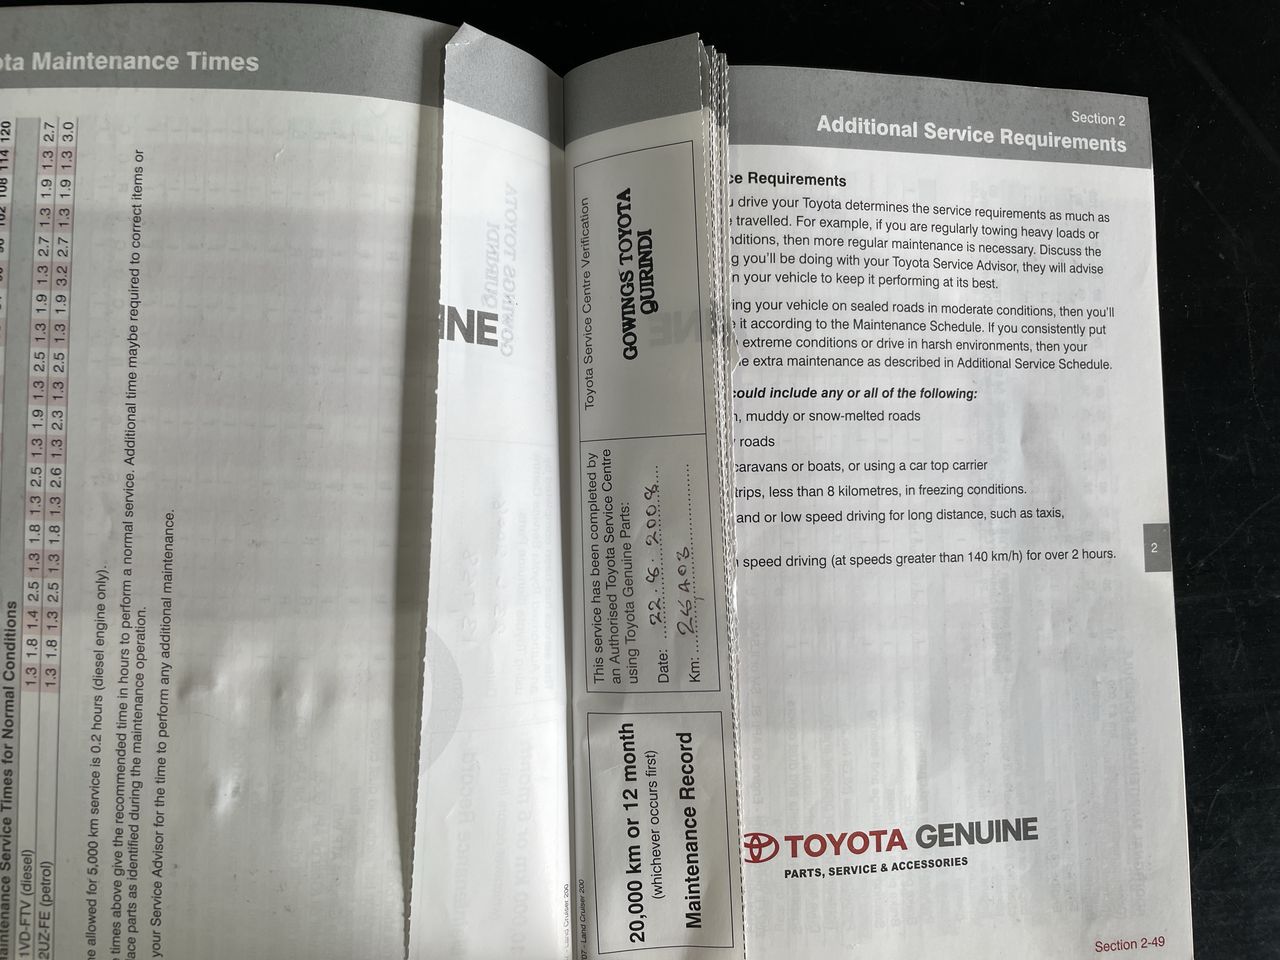 ta Maintenance Times
aintenance Service Times for Normal Conditions
108 114 120
1VD-FTV (diesel) 1.3 1.8 1.4 2.5 1.3 1.8 1.3 2.5 1.3 1.9 1.3 2.5 1.3 1.9 1.3 2.7 1.3 1.9 1.3 2.7
2UZ-FE (petrol) 1.3 1.8 1.3 2.5 1.3 1.8 1.3 2.6 1.3 2.3 1.3 2.5 1.3 1.9 3.2 2.7 1.3 1.9 1.3 3.0
e allowed for 5,000 km service is 0.2 hours (diesel engine only).
times above give the recommended time in hours to perform a normal service. Additional time maybe required to correct items or
lace parts as identified during the maintenance operation.
your Service Advisor for the time to perform any additional maintenance.
INE
20,000 km or 12 month
(whichever occurs first)
Maintenance Record
This service has been completed by
an Authorised Toyota Service Centre
using Toyota Genuine Parts:
Date: 22.8.2008
Km:
Toyota Service Centre Verification
GOWINGS TOYOTA
QUIRINDI
07 - Land Cruiser 200
Section 2
Additional Service Requirements
ce Requirements
u drive your Toyota determines the service requirements as much as
travelled. For example, if you are regularly towing heavy loads or
nditions, then more regular maintenance is necessary. Discuss the
g you'll be doing with your Toyota Service Advisor, they will advise
n your vehicle to keep it performing at its best.
ing your vehicle on sealed roads in moderate conditions, then you'll
it according to the Maintenance Schedule. If you consistently put
extreme conditions or drive in harsh environments, then your
e extra maintenance as described in Additional Service Schedule.
could include any or all of the following:
n, muddy or snow-melted roads
roads
caravans or boats, or using a car top carrier
trips, less than 8 kilometres, in freezing conditions.
and or low speed driving for long distance, such as taxis,
speed driving (at speeds greater than 140 km/h) for over 2 hours.
2
TOYOTA GENUINE
PARTS, SERVICE & ACCESSORIES
Section 2-49